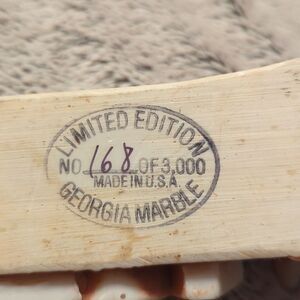 LIMITED EDITION
NO. 168 OF 3,000
MADE IN U.S.A.
GEORGIA MARBLE